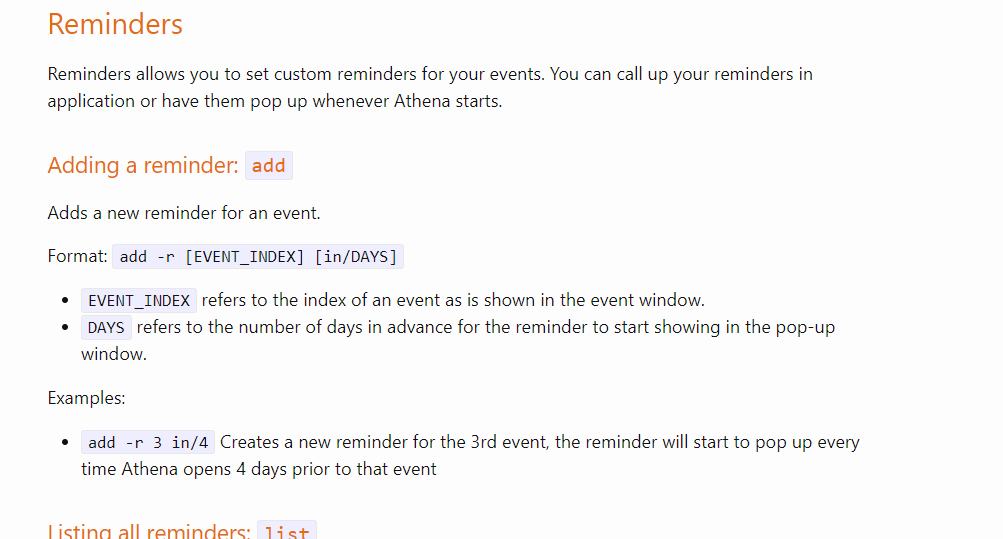 Reminders
Reminders allows you to set custom reminders for your events. You can call up your reminders in
application or have them pop up whenever Athena starts.
Adding a reminder: add
Adds a new reminder for an event.
Format: add -r [EVENT_INDEX] [in/DAYS]
EVENT_INDEX refers to the index of an event as is shown in the event window.
DAYS refers to the number of days in advance for the reminder to start showing in the pop-up
window.
Examples:
add -r 3 in/4 Creates a new reminder for the 3rd event, the reminder will start to pop up every
time Athena opens 4 days prior to that event
Listing all reminders: list